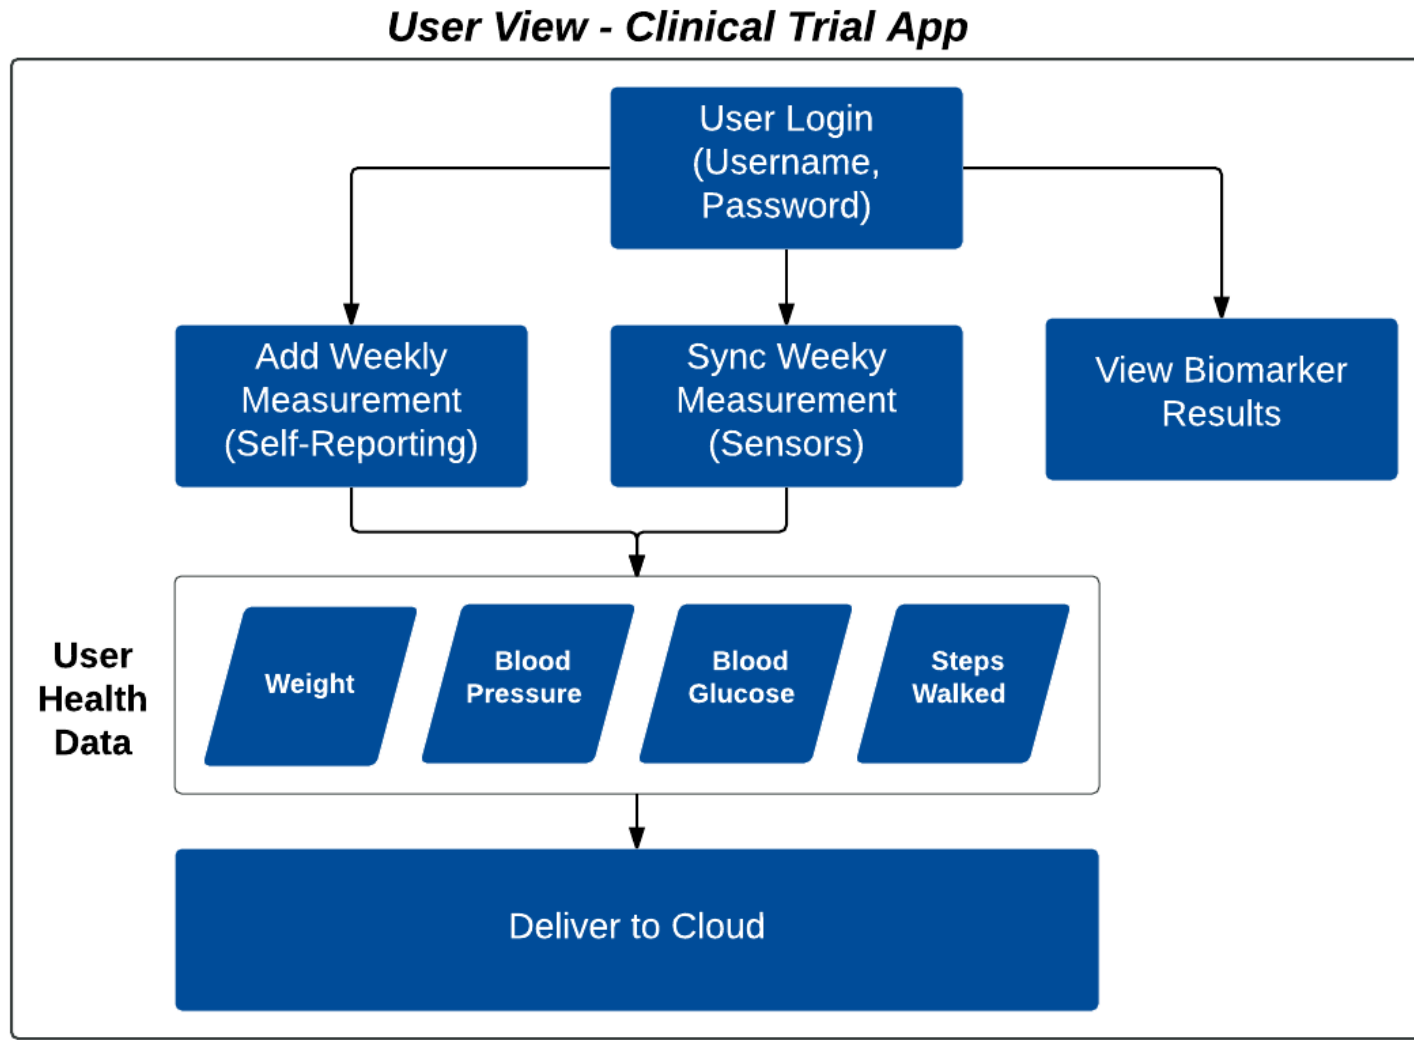 User View - Clinical Trial App
User Login
(Username,
Password)
Add Weekly
Measurement
(Self-Reporting)
Sync Weeky
Measurement
(Sensors)
View Biomarker
Results
User
Health
Data
Weight
Blood
Pressure
Blood
Glucose
Steps
Walked
Deliver to Cloud